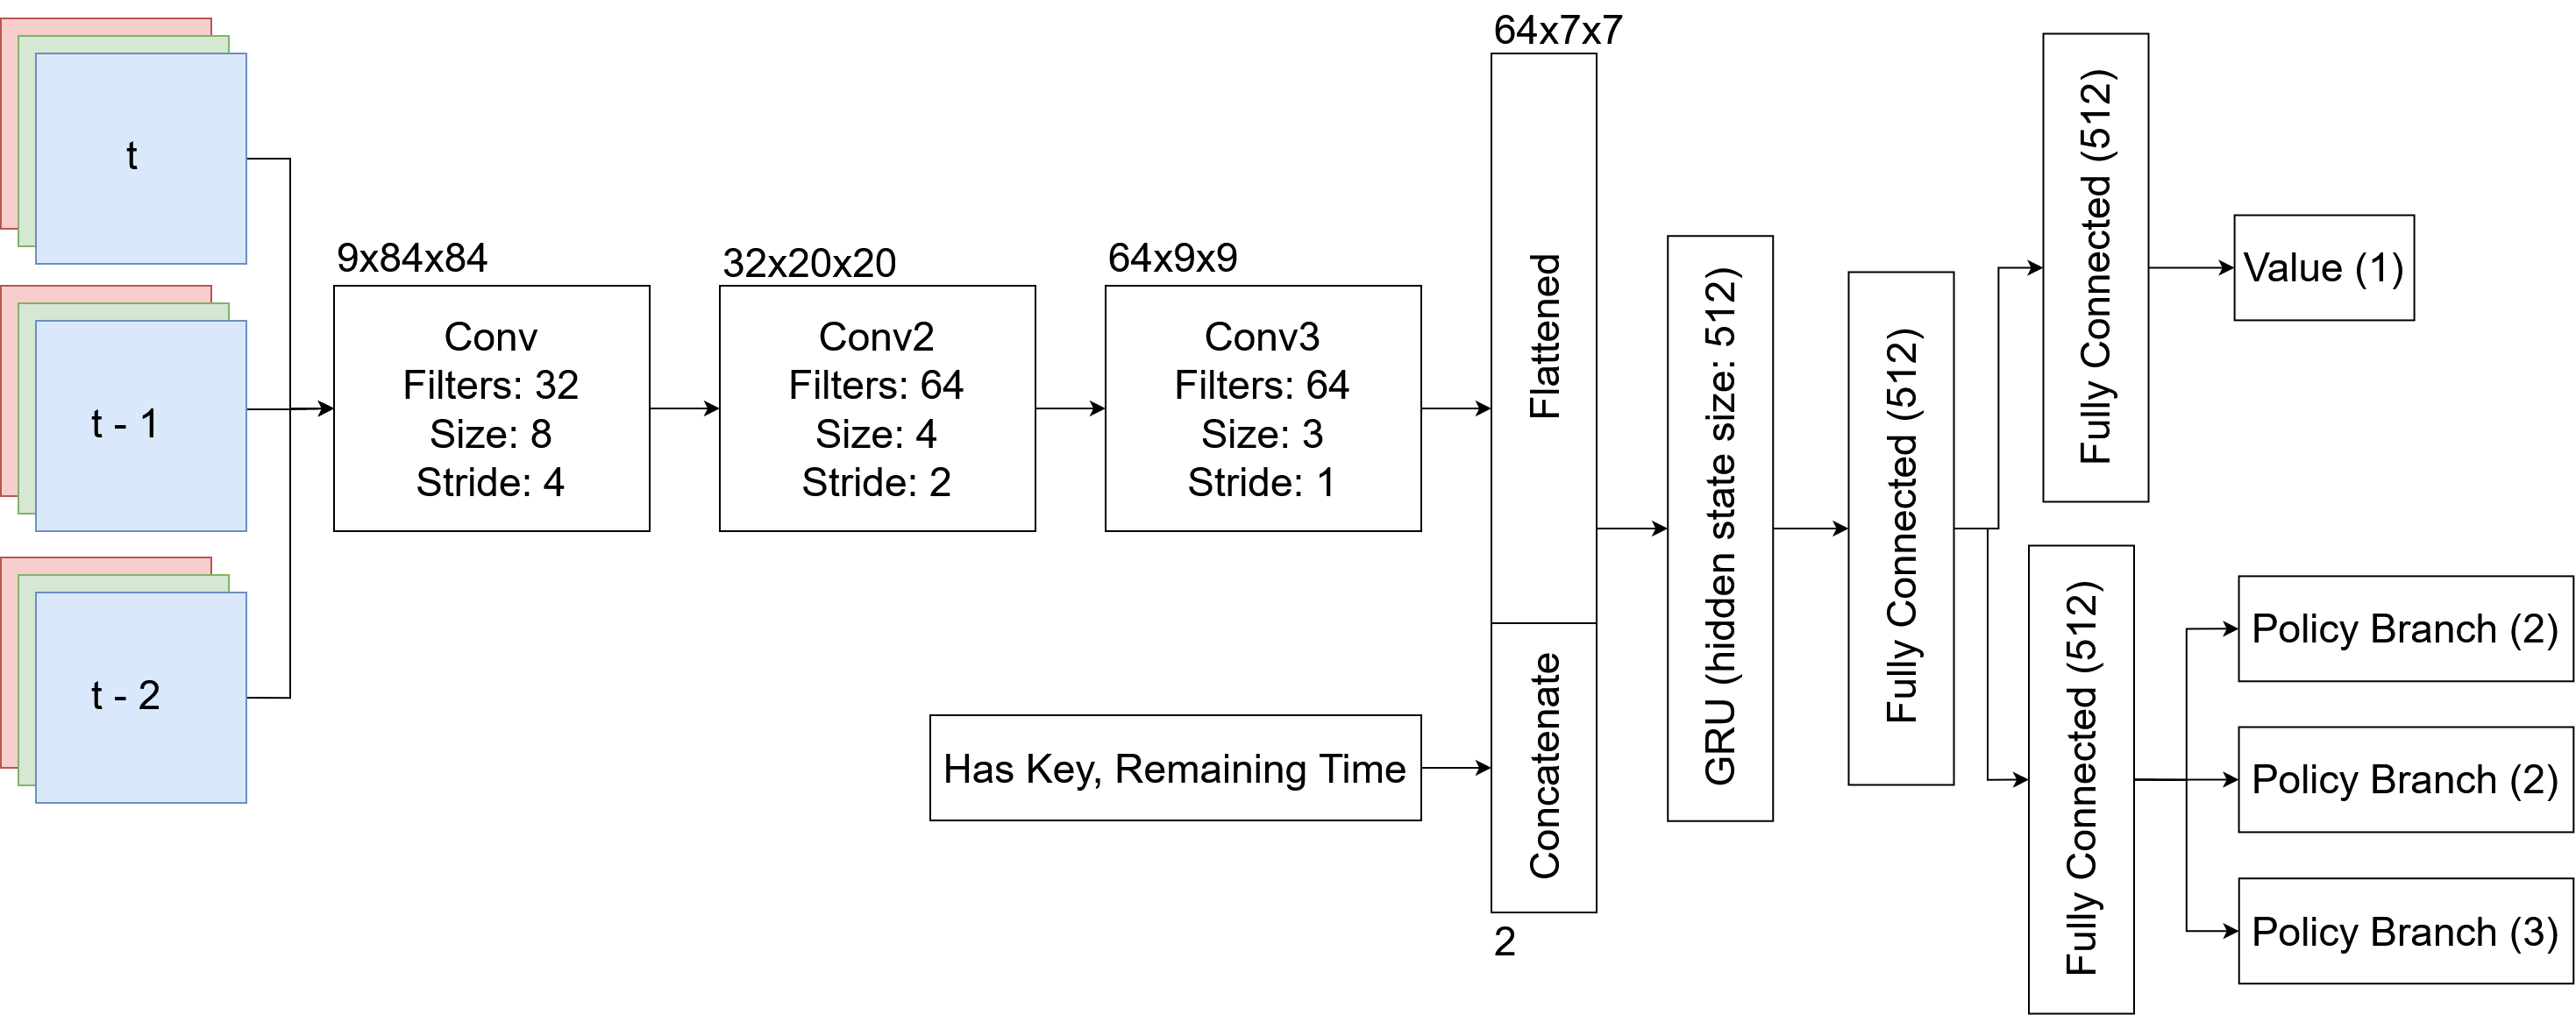 t
t - 1
t - 2
9x84x84
Conv
Filters: 32
Size: 8
Stride: 4
32x20x20
Conv2
Filters: 64
Size: 4
Stride: 2
64x9x9
Conv3
Filters: 64
Size: 3
Stride: 1
64x7x7
Flattened
Has Key, Remaining Time
Concatenate
2
GRU (hidden state size: 512)
Fully Connected (512)
Fully Connected (512)
Value (1)
Fully Connected (512)
Policy Branch (2)
Policy Branch (2)
Policy Branch (3)